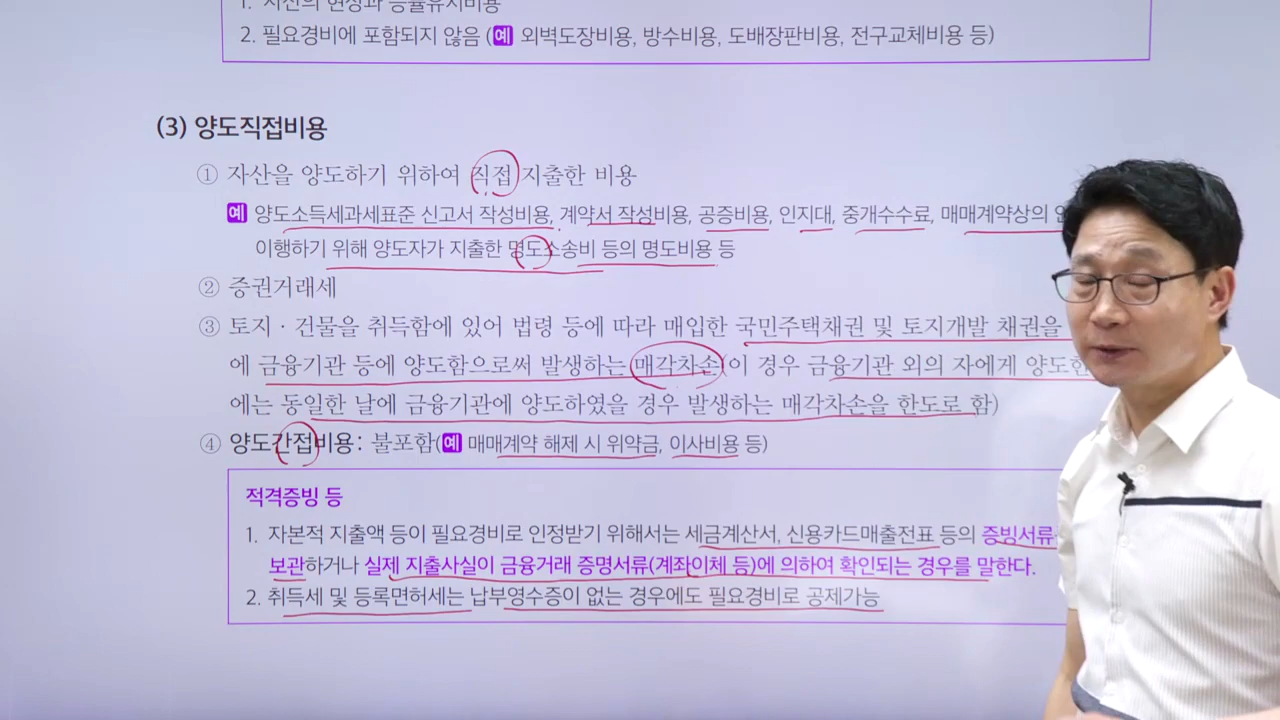 1. 자산의 현상과 능률유지비용
2. 필요경비에 포함되지 않음 (예 외벽도장비용, 방수비용, 도배장판비용, 전구교체비용 등)
(3) 양도직접비용
① 자산을 양도하기 위하여 직접 지출한 비용
예 양도소득세과세표준 신고서 작성비용, 계약서 작성비용, 공증비용, 인지대, 중개수수료, 매매계약상의
이행하기 위해 양도자가 지출한 명도소송비 등의 명도비용 등
② 증권거래세
③ 토지 · 건물을 취득함에 있어 법령 등에 따라 매입한 국민주택채권 및 토지개발 채권을
에 금융기관 등에 양도함으로써 발생하는 매각차손(이 경우 금융기관 외의 자에게 양도한
에는 동일한 날에 금융기관에 양도하였을 경우 발생하는 매각차손을 한도로 함)
④ 양도간접비용: 불포함(예 매매계약 해제 시 위약금, 이사비용 등)
적격증빙 등
1. 자본적 지출액 등이 필요경비로 인정받기 위해서는 세금계산서, 신용카드매출전표 등의 증빙서류
보관하거나 실제 지출사실이 금융거래 증명서류(계좌이체 등)에 의하여 확인되는 경우를 말한다.
2. 취득세 및 등록면허세는 납부영수증이 없는 경우에도 필요경비로 공제가능